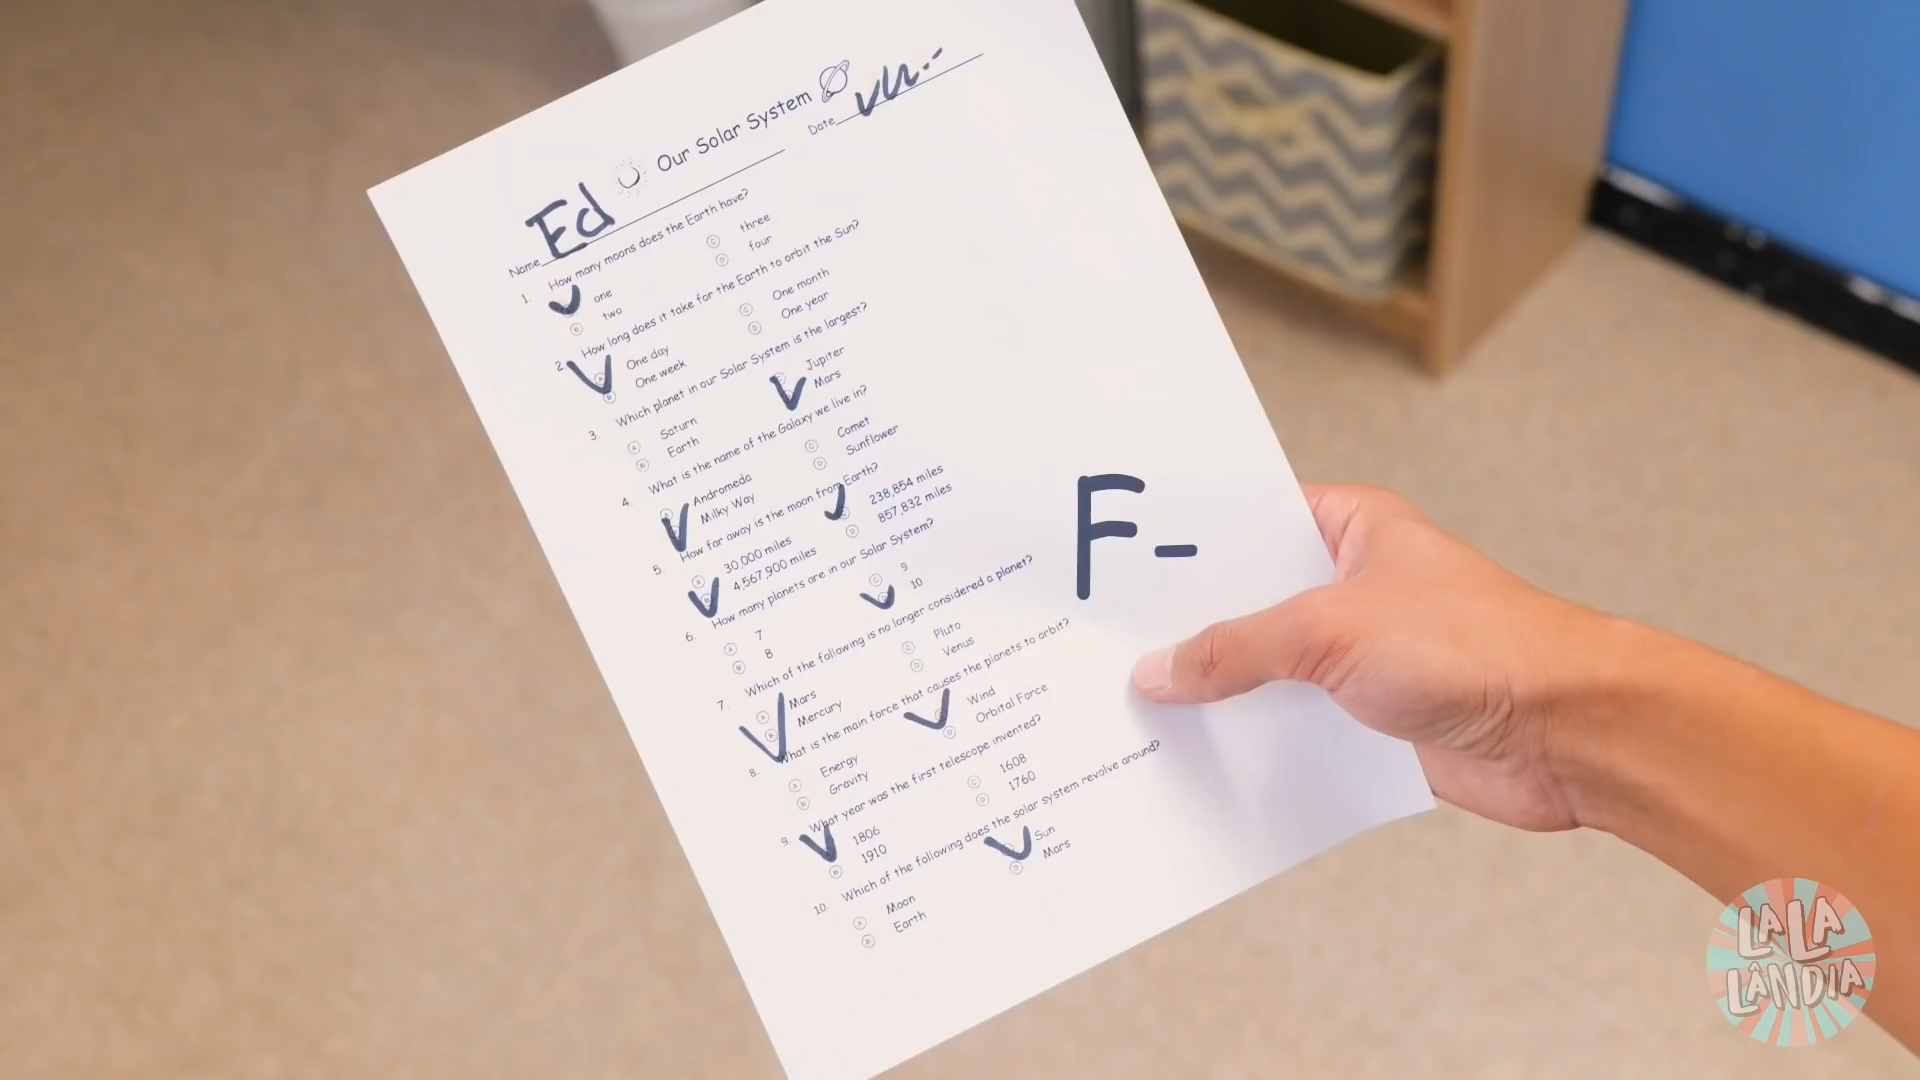 Our Solar System
Name Ed Date
1. How many moons does the Earth have?
one C three
B two D four
2. How long does it take for the Earth to orbit the Sun?
A One day C One month
B One week D One year
3. Which planet in our Solar System is the largest?
A Saturn Jupiter
B Earth Mars
4. What is the name of the Galaxy we live in?
A Andromeda C Comet
Milky Way D Sunflower
5. How far away is the moon from Earth?
A 30,000 miles 238,854 miles
B 4,567,900 miles D 857,832 miles
6. How many planets are in our Solar System?
A 7 C 9
B 8 10
7. Which of the following is no longer considered a planet?
A Mars C Pluto
B Mercury D Venus
8. What is the main force that causes the planets to orbit?
A Energy Wind
B Gravity D Orbital Force
9. What year was the first telescope invented?
1806 C 1608
B 1910 D 1760
10. Which of the following does the solar system revolve around?
A Moon Sun
B Earth D Mars
F-
LALA
LÂNDIA